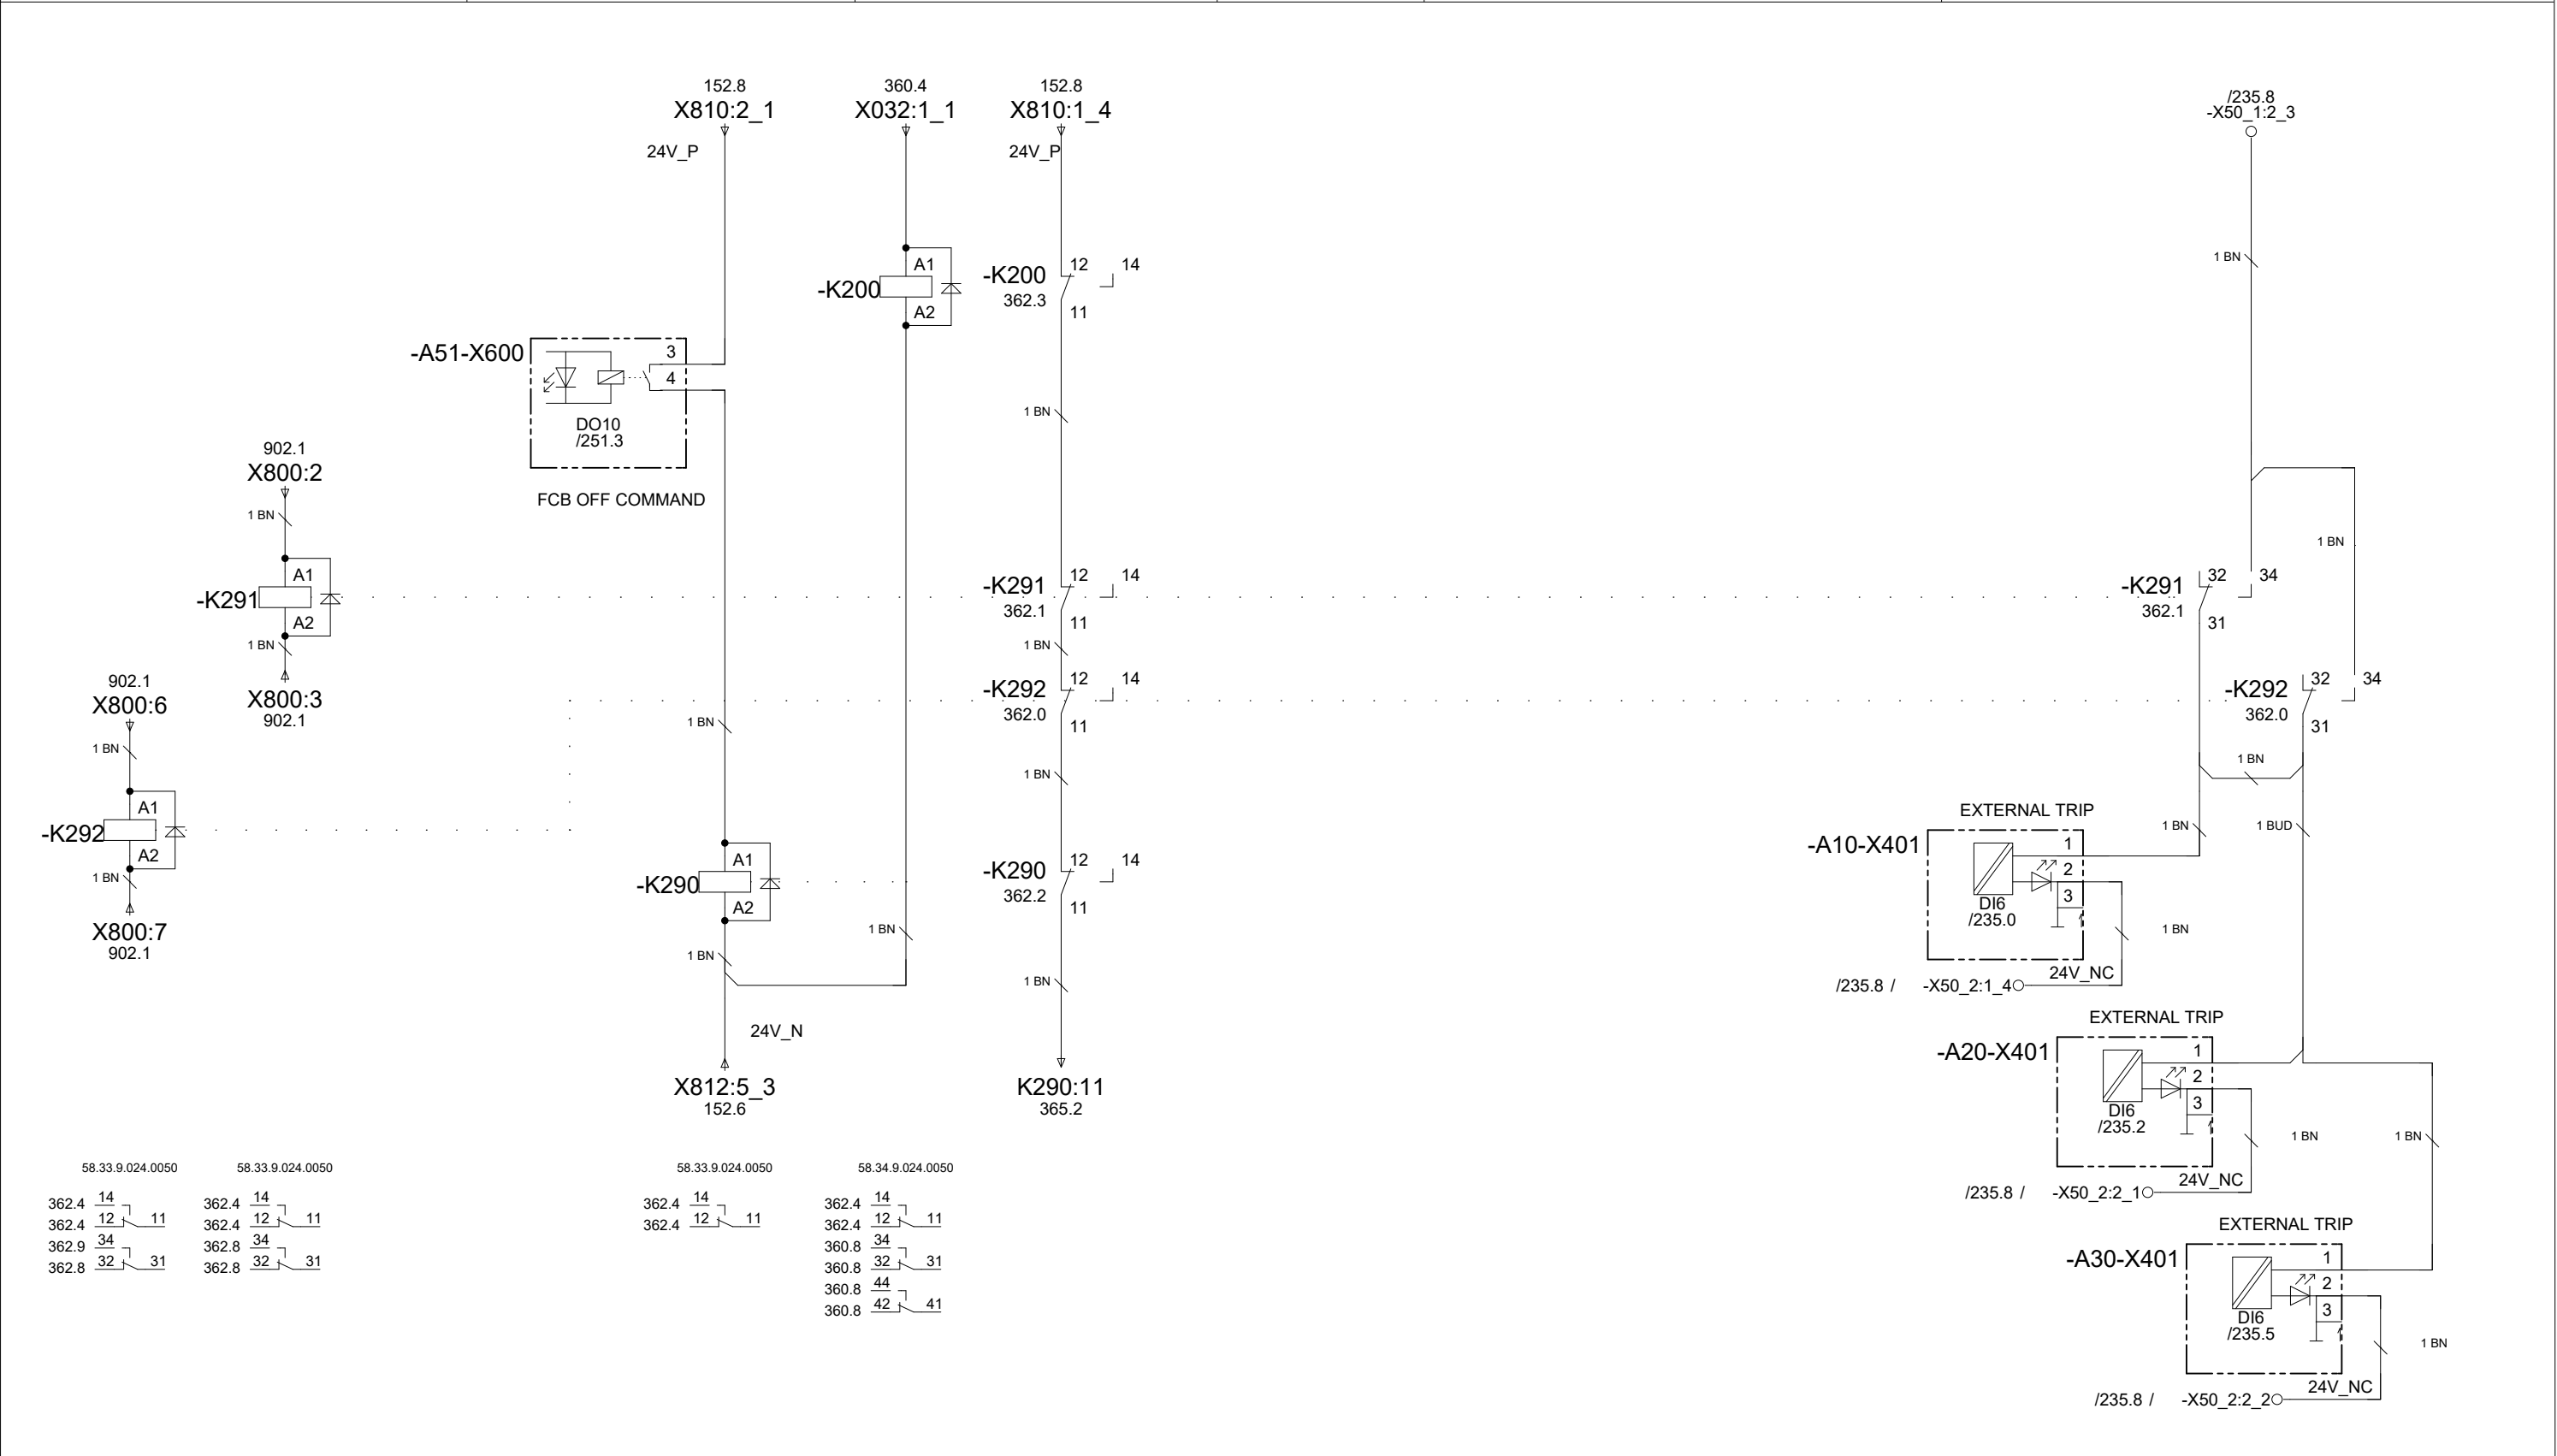 152.8
X810:2_1
24V_P
360.4
X032:1_1
152.8
X810:1_4
24V_P
/235.8
-X50_1:2_3
1 BN
-K200
A1
A2
-K200
362.3
12
14
11
-A51-X600
3
4
DO10
/251.3
FCB OFF COMMAND
1 BN
902.1
X800:2
1 BN
-K291
A1
A2
1 BN
X800:3
902.1
-K291
362.1
12
14
11
1 BN
1 BN
-K291
362.1
32
34
31
902.1
X800:6
1 BN
-K292
A1
A2
1 BN
X800:7
902.1
1 BN
-K292
362.0
12
14
11
1 BN
-K292
362.0
32
34
31
1 BN
1 BN
1 BUD
-K290
A1
A2
1 BN
1 BN
-K290
362.2
12
14
11
1 BN
24V_N
X812:5_3
152.6
K290:11
365.2
EXTERNAL TRIP
-A10-X401
1
2
3
DI6
/235.0
1 BN
24V_NC
/235.8 /
-X50_2:1_4
EXTERNAL TRIP
-A20-X401
1
2
3
DI6
/235.2
1 BN
1 BN
24V_NC
/235.8 /
-X50_2:2_1
EXTERNAL TRIP
-A30-X401
1
2
3
DI6
/235.5
1 BN
24V_NC
/235.8 /
-X50_2:2_2
58.33.9.024.0050
362.4 14
362.4 12 11
362.9 34
362.8 32 31
58.33.9.024.0050
362.4 14
362.4 12 11
362.8 34
362.8 32 31
58.33.9.024.0050
362.4 14
362.4 12 11
58.34.9.024.0050
362.4 14
362.4 12 11
360.8 34
360.8 32 31
360.8 44
360.8 42 41